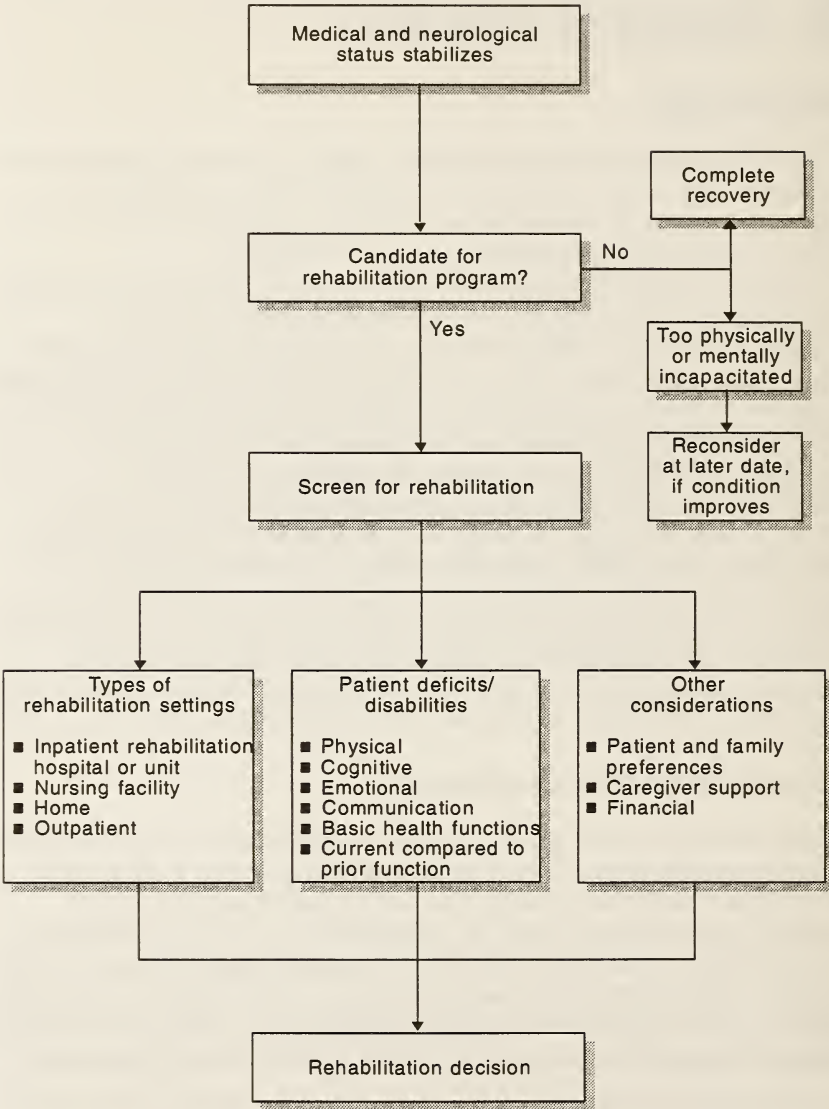 Medical and neurological
status stabilizes
Complete
recovery
Candidate for
rehabilitation program?
No
Yes
Too physically
or mentally
incapacitated
Reconsider
at later date,
if condition
improves
Screen for rehabilitation
Types of
rehabilitation settings
■ Inpatient rehabilitation
hospital or unit
■ Nursing facility
■ Home
■ Outpatient
Patient deficits/
disabilities
■ Physical
■ Cognitive
■ Emotional
■ Communication
■ Basic health functions
■ Current compared to
prior function
Other
considerations
■ Patient and family
preferences
■ Caregiver support
■ Financial
Rehabilitation decision